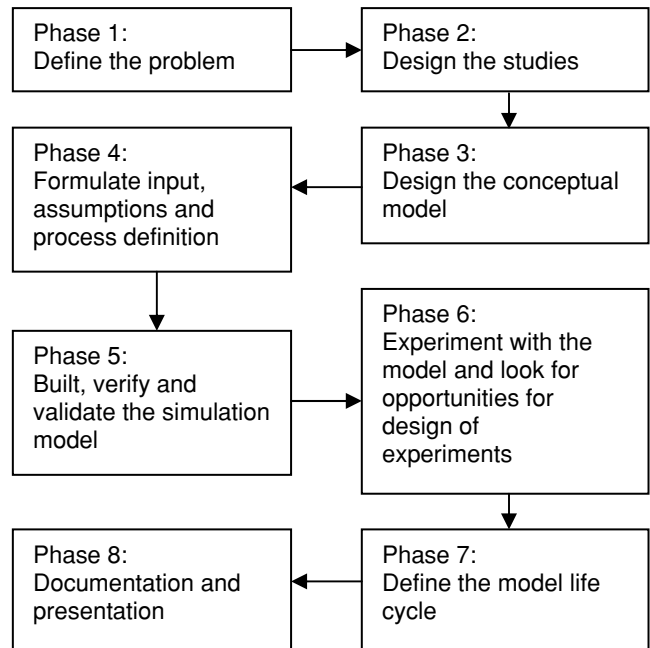 Phase 1:
Define the problem
Phase 2:
Design the studies
Phase 3:
Design the conceptual
model
Phase 4:
Formulate input,
assumptions and
process definition
Phase 5:
Built, verify and
validate the simulation
model
Phase 6:
Experiment with the
model and look for
opportunities for
design of
experiments
Phase 7:
Define the model life
cycle
Phase 8:
Documentation and
presentation